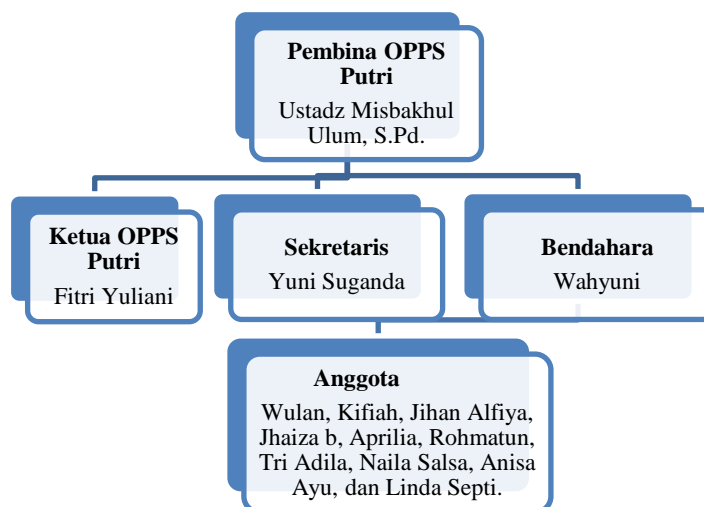 Pembina OPPS
Putri
Ustadz Misbakhul
Ulum, S.Pd.
Ketua OPPS
Putri
Fitri Yuliani
Sekretaris
Yuni Suganda
Bendahara
Wahyuni
Anggota
Wulan, Kifiah, Jihan Alfiya,
Jhaiza b, Aprilia, Rohmatun,
Tri Adila, Naila Salsa, Anisa
Ayu, dan Linda Septi.